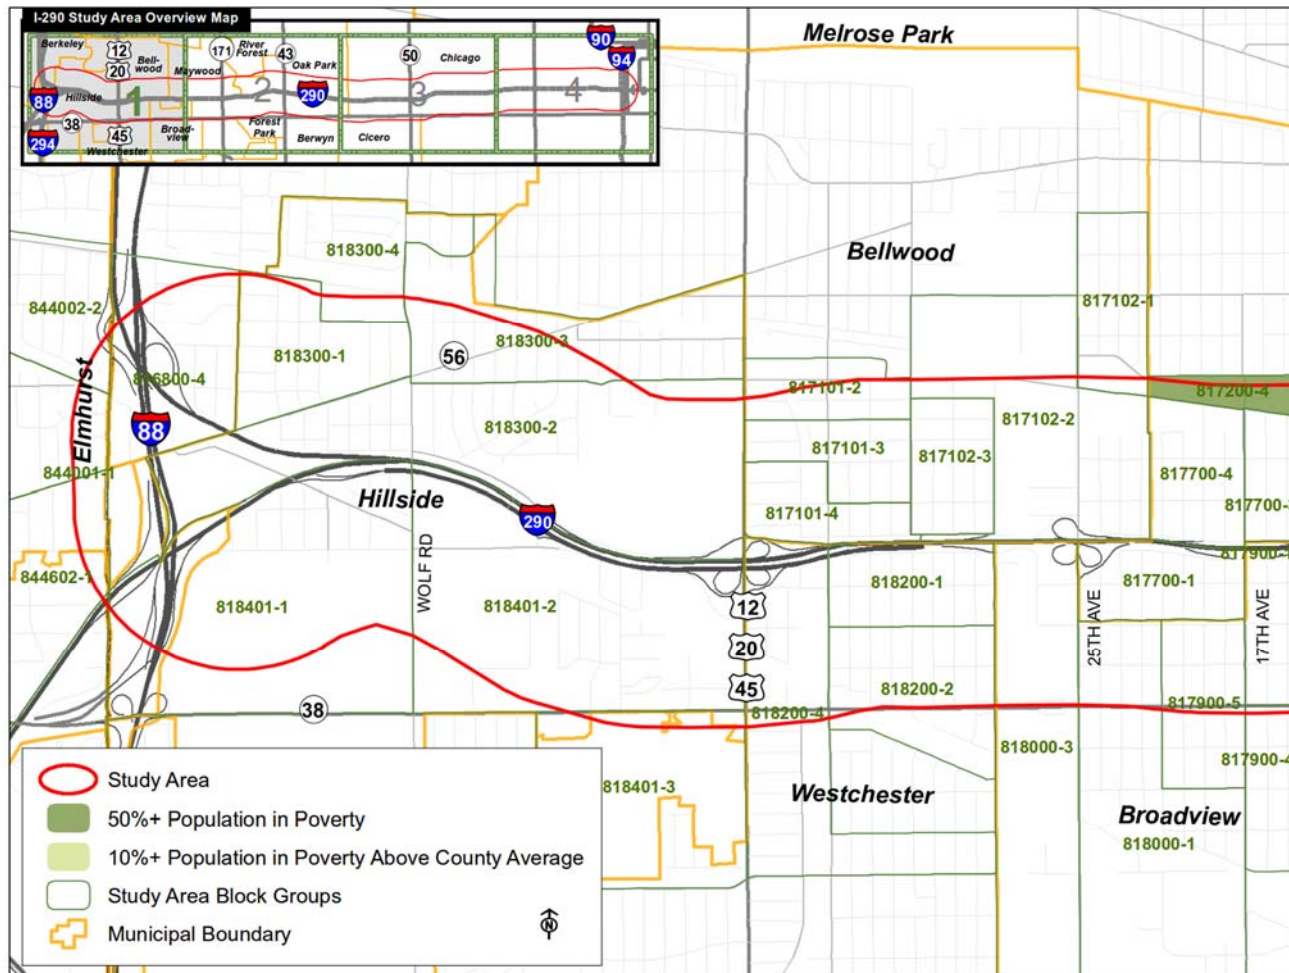 I-290 Study Area Overview Map
Berkeley
12
20
Bell-
wood
Maywood
171
River
Forest
43
Oak Park
50
Chicago
90
94
88
Hillside
1
2
290
3
4
38
294
45
Westchester
Broad-
view
Forest
Park
Berwyn
Cicero
Melrose Park
818300-4
Bellwood
844002-2
817102-1
818300-1
56
818300-3
Elmhurst
88
817101-2
817200-4
818300-2
817102-2
817101-3
817102-3
844001-1
817700-4
Hillside
290
817101-4
WOLF RD
844602-1
818401-1
818401-2
12
20
45
818200-1
817700-1
25TH AVE
17TH AVE
818200-2
38
818200-4
817900-5
818000-3
817900-4
818401-3
Westchester
Broadview
818000-1
Study Area
50%+ Population in Poverty
10%+ Population in Poverty Above County Average
Study Area Block Groups
Municipal Boundary
N